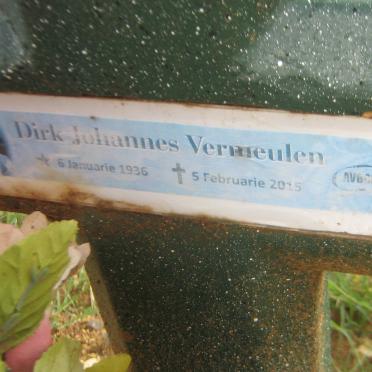 Dirk Johannes Vermeulen
6 Januarie 1936 5 Februarie 2015